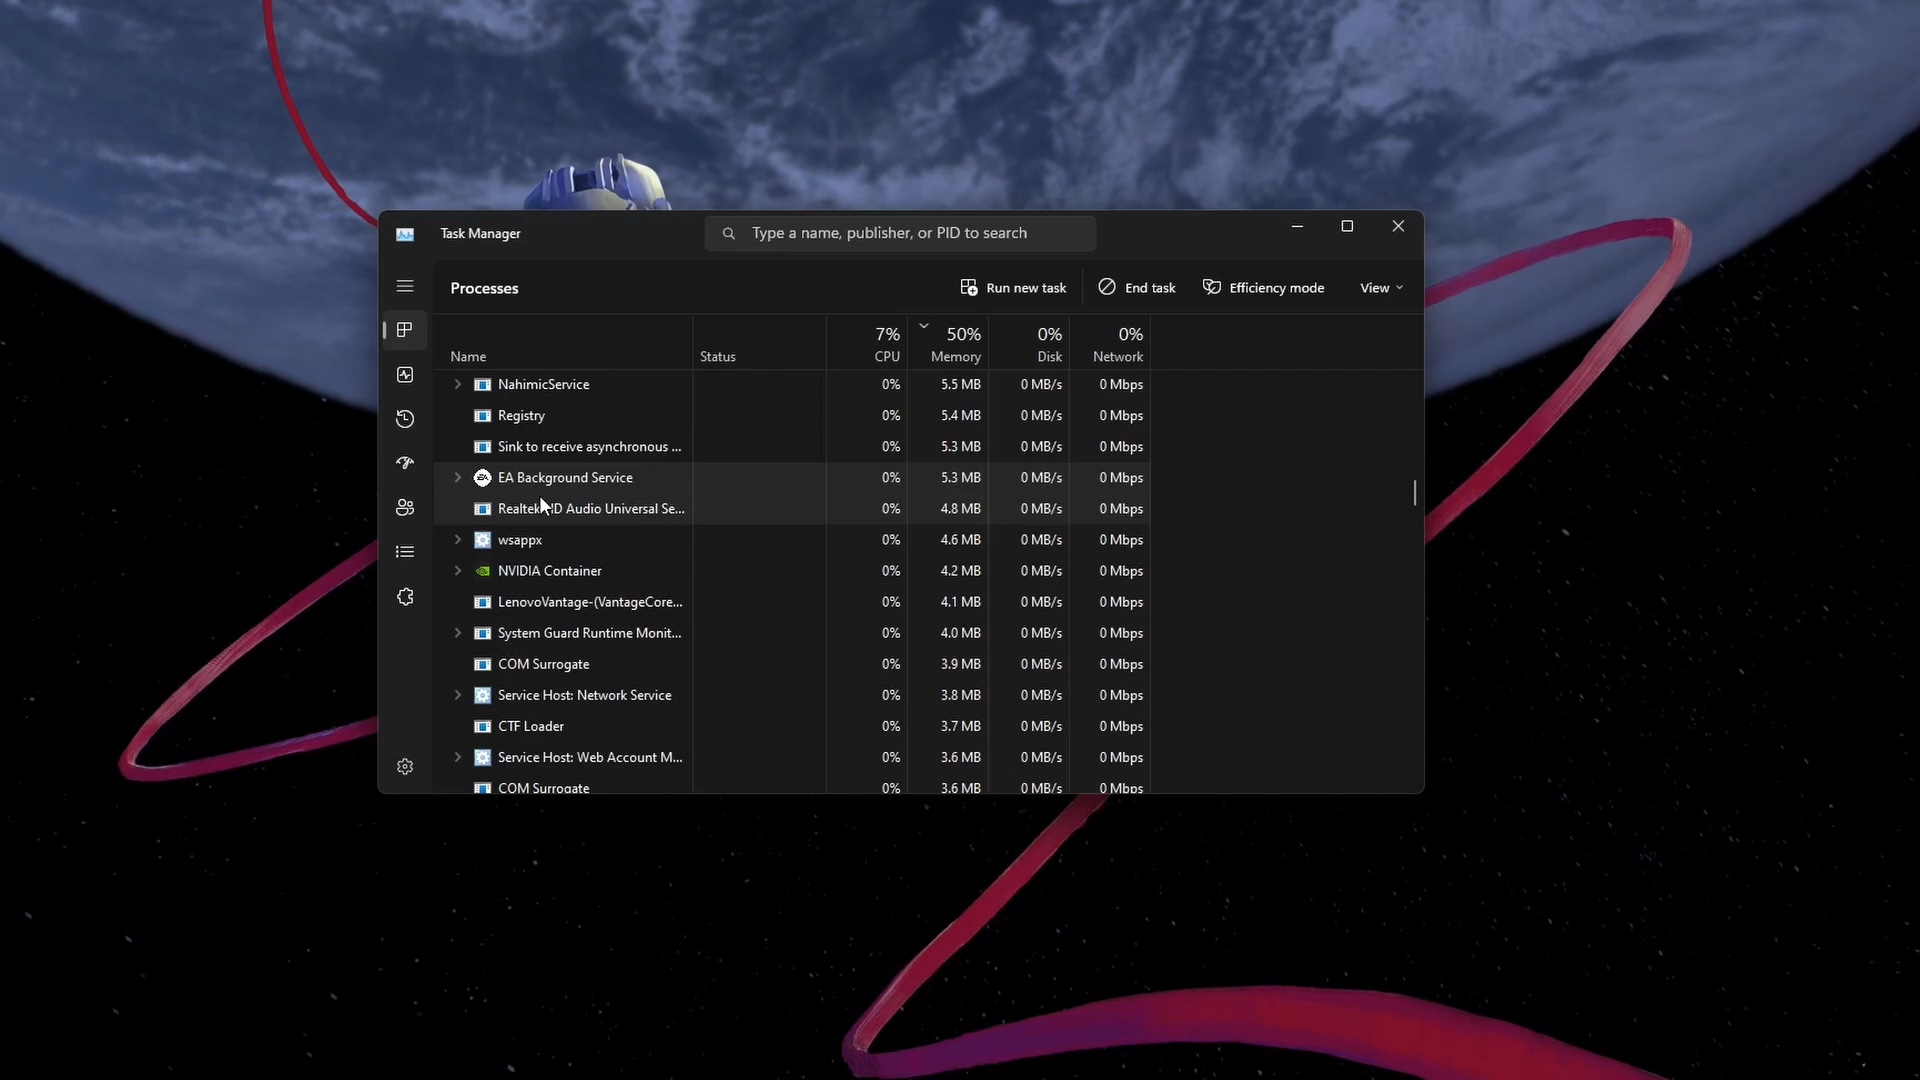 Task Manager
Type a name, publisher, or PID to search
Processes
Run new task
End task
Efficiency mode
View
7% 50% 0% 0%
Name Status CPU Memory Disk Network
NahimicService 0% 5.5 MB 0 MB/s 0 Mbps
Registry 0% 5.4 MB 0 MB/s 0 Mbps
Sink to receive asynchronous ... 0% 5.3 MB 0 MB/s 0 Mbps
EA Background Service 0% 5.3 MB 0 MB/s 0 Mbps
Realtek HD Audio Universal Se... 0% 4.8 MB 0 MB/s 0 Mbps
wsappx 0% 4.6 MB 0 MB/s 0 Mbps
NVIDIA Container 0% 4.2 MB 0 MB/s 0 Mbps
LenovoVantage-(VantageCore... 0% 4.1 MB 0 MB/s 0 Mbps
System Guard Runtime Monit... 0% 4.0 MB 0 MB/s 0 Mbps
COM Surrogate 0% 3.9 MB 0 MB/s 0 Mbps
Service Host: Network Service 0% 3.8 MB 0 MB/s 0 Mbps
CTF Loader 0% 3.7 MB 0 MB/s 0 Mbps
Service Host: Web Account M... 0% 3.6 MB 0 MB/s 0 Mbps
COM Surrogate 0% 3.6 MB 0 MB/s 0 Mbps